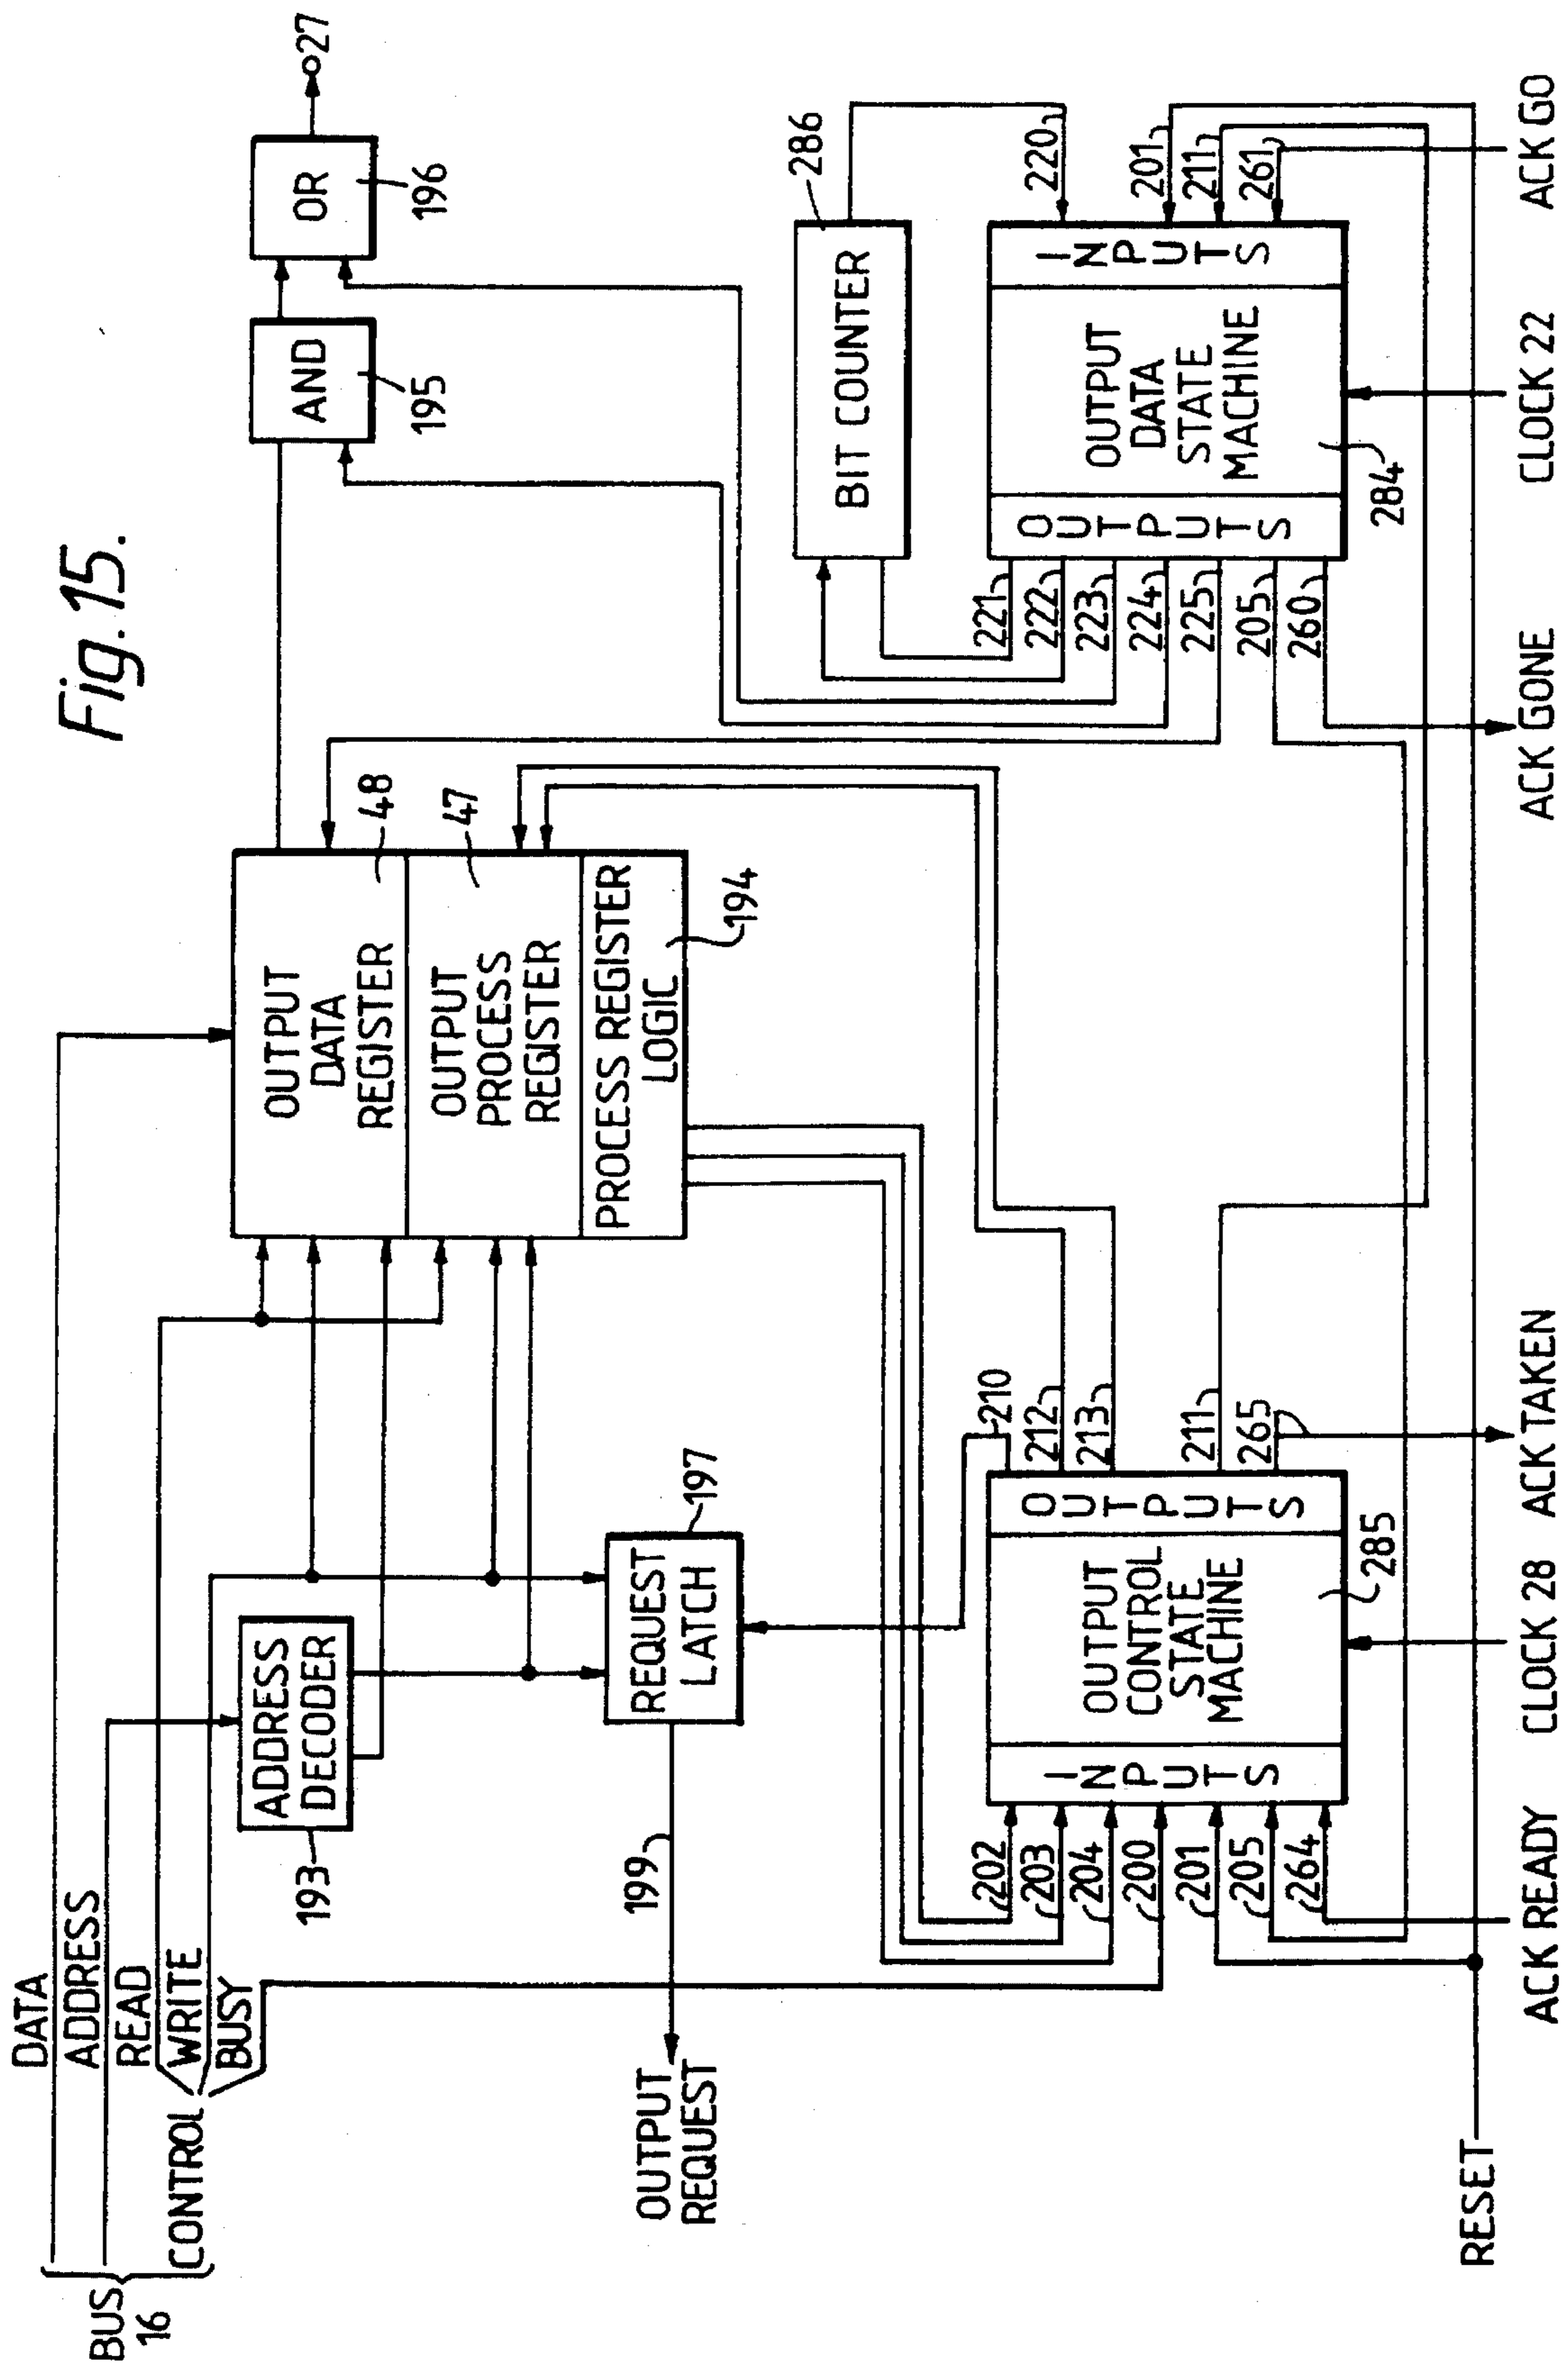 Fig. 15.
BUS
16
DATA
ADDRESS
CONTROL
READ
WRITE
BUSY
193
ADDRESS
DECODER
OUTPUT
DATA
REGISTER
48
OUTPUT
PROCESS
REGISTER
47
PROCESS REGISTER
LOGIC
194
AND
195
OR
196
27
OUTPUT
REQUEST
199
REQUEST
LATCH
197
BIT COUNTER
286
202
203
204
200
201
205
264
INPUTS
OUTPUT
CONTROL
STATE
MACHINE
285
OUTPUTS
210
212
213
211
265
221
222
223
224
225
205
260
OUTPUTS
OUTPUT
DATA
STATE
MACHINE
284
INPUTS
220
201
211
261
RESET
ACK READY
CLOCK 28
ACK TAKEN
ACK GONE
CLOCK 22
ACK GO